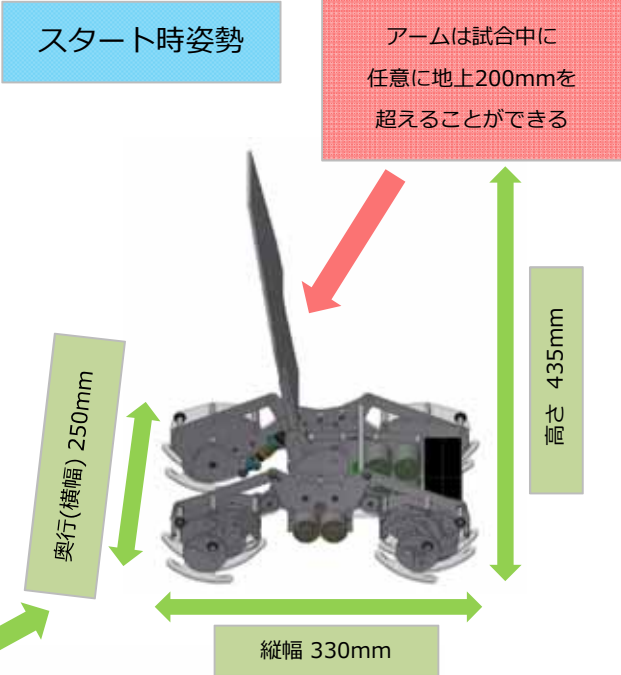 スタート時姿勢
アームは試合中に
任意に地上200mmを
超えることができる
奥行(横幅) 250mm
高さ 435mm
縦幅 330mm